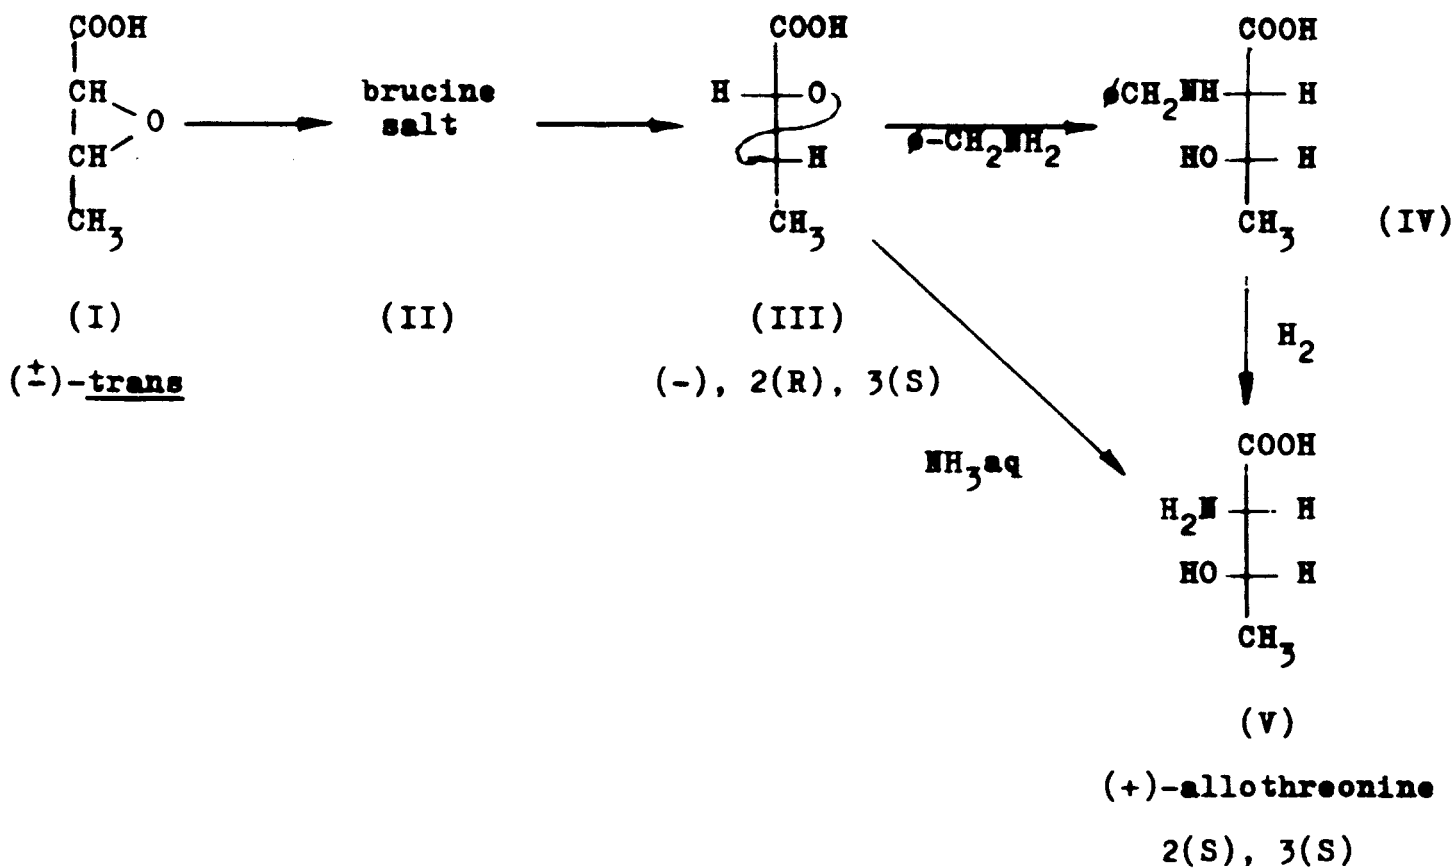 COOH
CH
O
CH
CH3
(I)
(±)-trans
brucine
salt
(II)
COOH
H O
H
CH3
(III)
(-), 2(R), 3(S)
ø-CH2NH2
COOH
øCH2NH H
HO H
CH3 (IV)
H2
NH3aq
COOH
H2N H
HO H
CH3
(V)
(+)-allothreonine
2(S), 3(S)